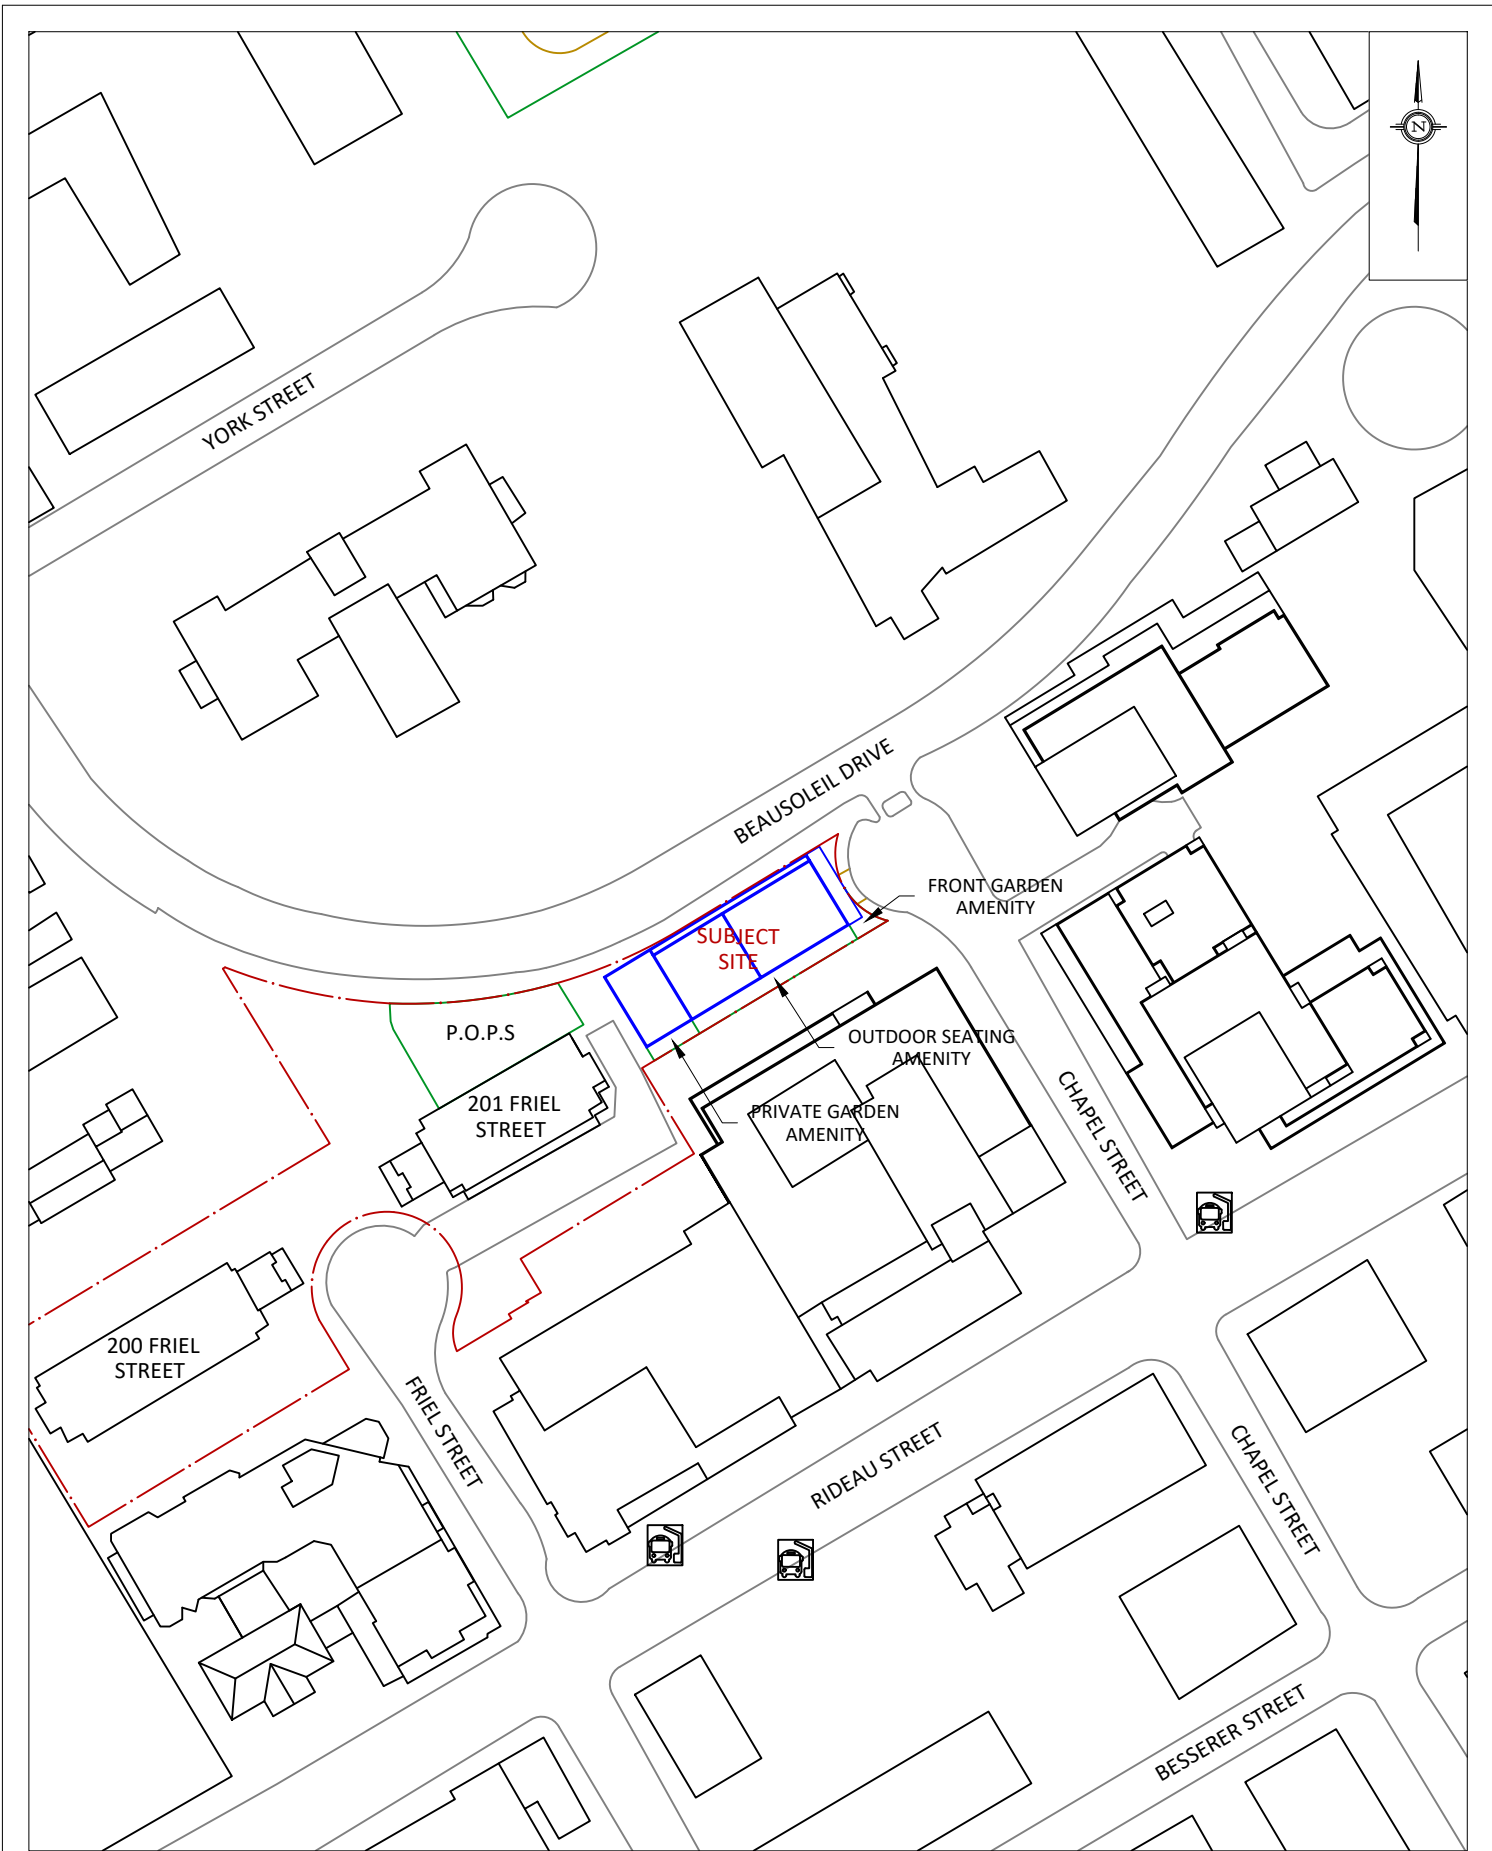 N
YORK STREET
BEAUSOLEIL DRIVE
FRONT GARDEN
AMENITY
SUBJECT
SITE
P.O.P.S
OUTDOOR SEATING
AMENITY
201 FRIEL
STREET
PRIVATE GARDEN
AMENITY
CHAPEL STREET
200 FRIEL
STREET
FRIEL STREET
RIDEAU STREET
CHAPEL STREET
BESSERER STREET